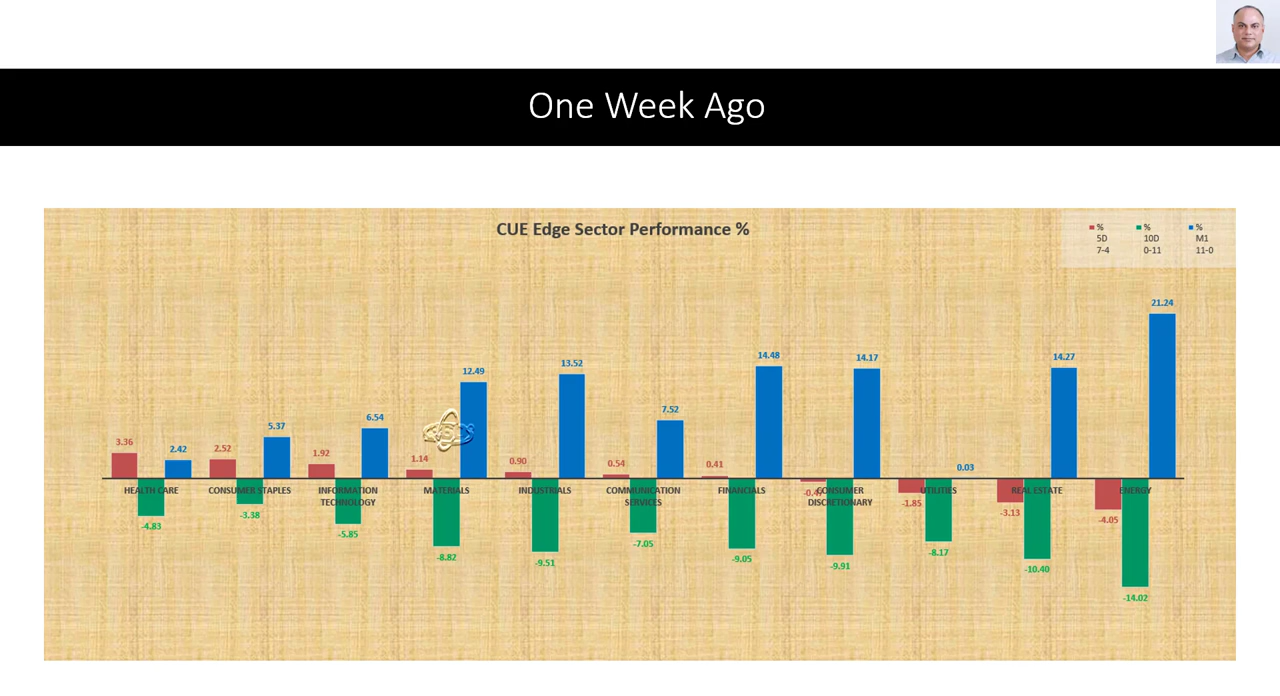 One Week Ago
CUE Edge Sector Performance %
% 5D 7-4
% 10D 0-11
% M1 11-0
21.24
14.48
14.17
14.27
13.52
12.49
7.52
6.54
5.37
3.36
2.52
2.42
1.92
1.14
0.90
0.54
0.41
0.03
HEALTH CARE
CONSUMER STAPLES
INFORMATION
TECHNOLOGY
MATERIALS
INDUSTRIALS
COMMUNICATION
SERVICES
FINANCIALS
CONSUMER
DISCRETIONARY
UTILITIES
REAL ESTATE
ENERGY
-1.85
-3.13
-4.05
-4.83
-3.38
-5.85
-8.82
-9.51
-7.05
-9.05
-9.91
-8.17
-10.40
-14.02